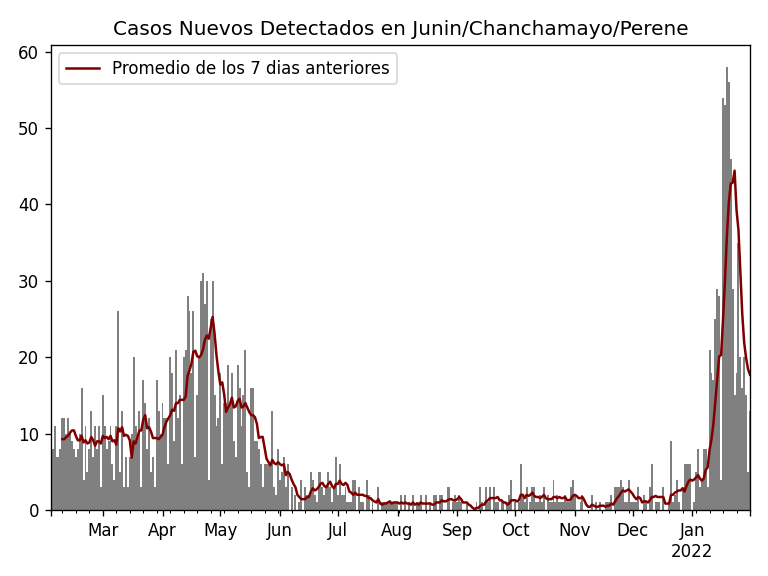 Casos Nuevos Detectados en Junin/Chanchamayo/Perene
Promedio de los 7 dias anteriores
60
50
40
30
20
10
0
Mar Apr May Jun Jul Aug Sep Oct Nov Dec Jan
2022